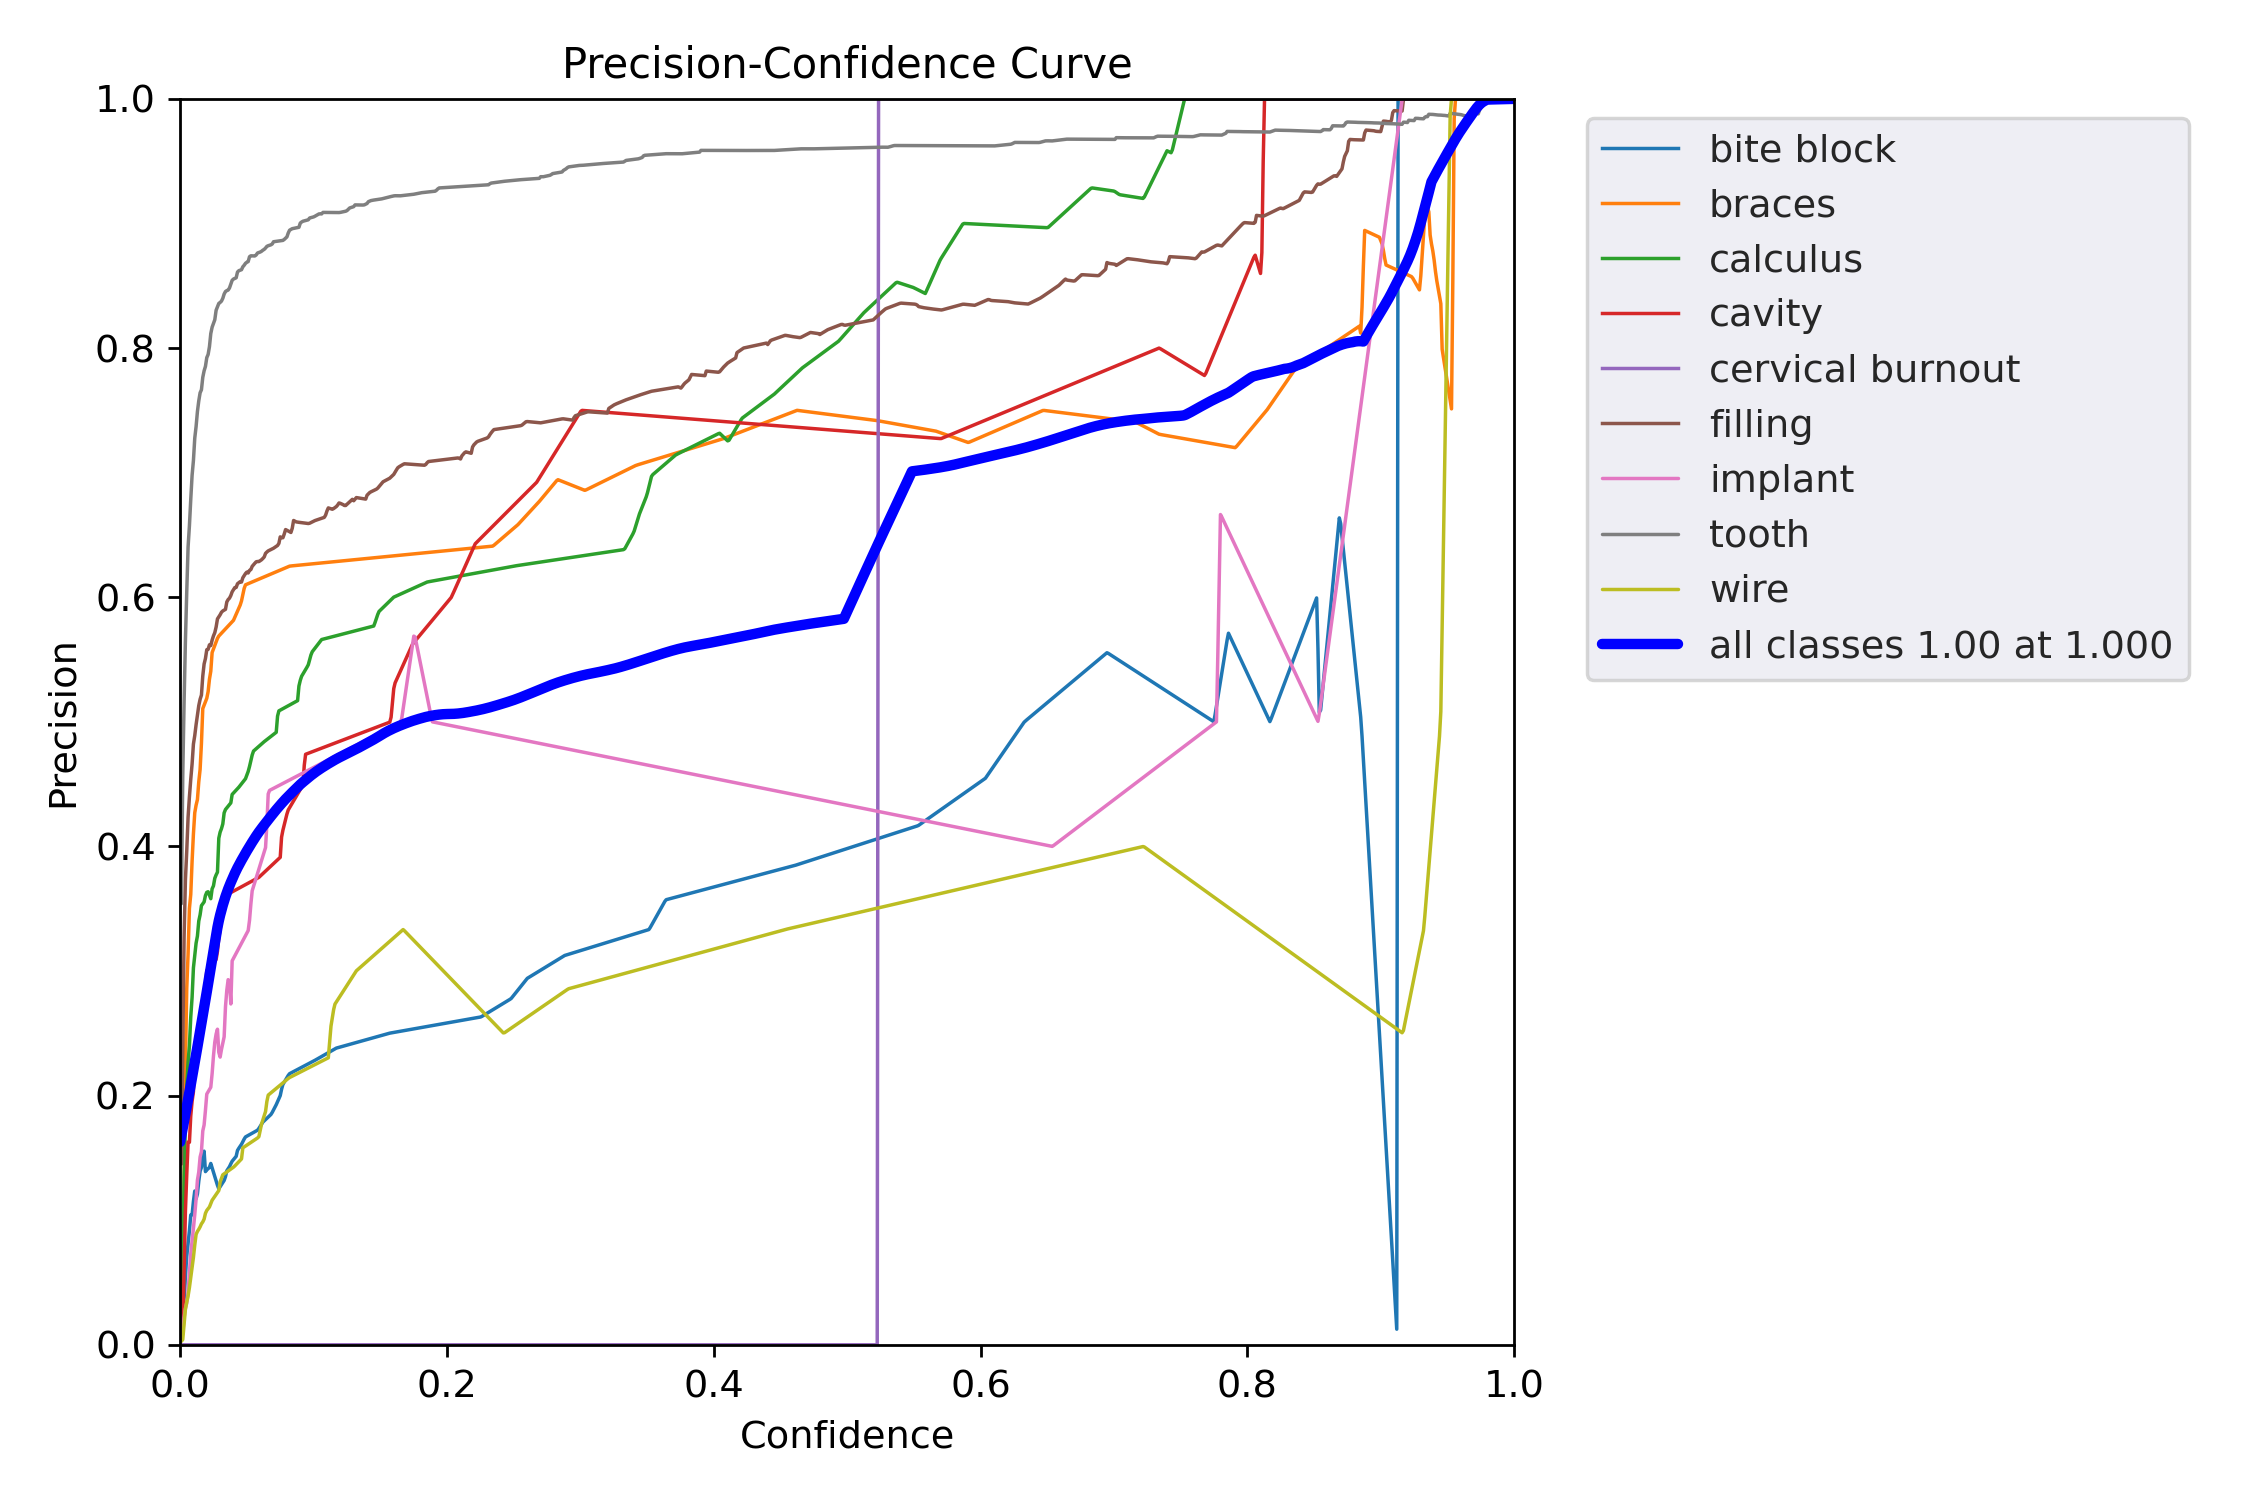 Precision-Confidence Curve
1.0
0.8
0.6
0.4
0.2
0.0
Precision
0.0 0.2 0.4 0.6 0.8 1.0
Confidence
bite block
braces
calculus
cavity
cervical burnout
filling
implant
tooth
wire
all classes 1.00 at 1.000